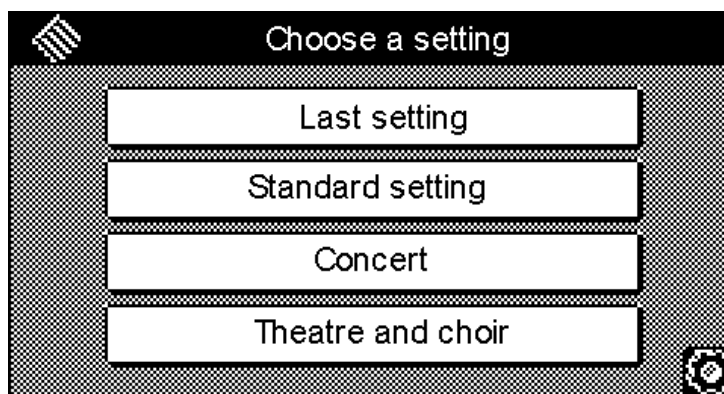 Choose a setting
Last setting
Standard setting
Concert
Theatre and choir